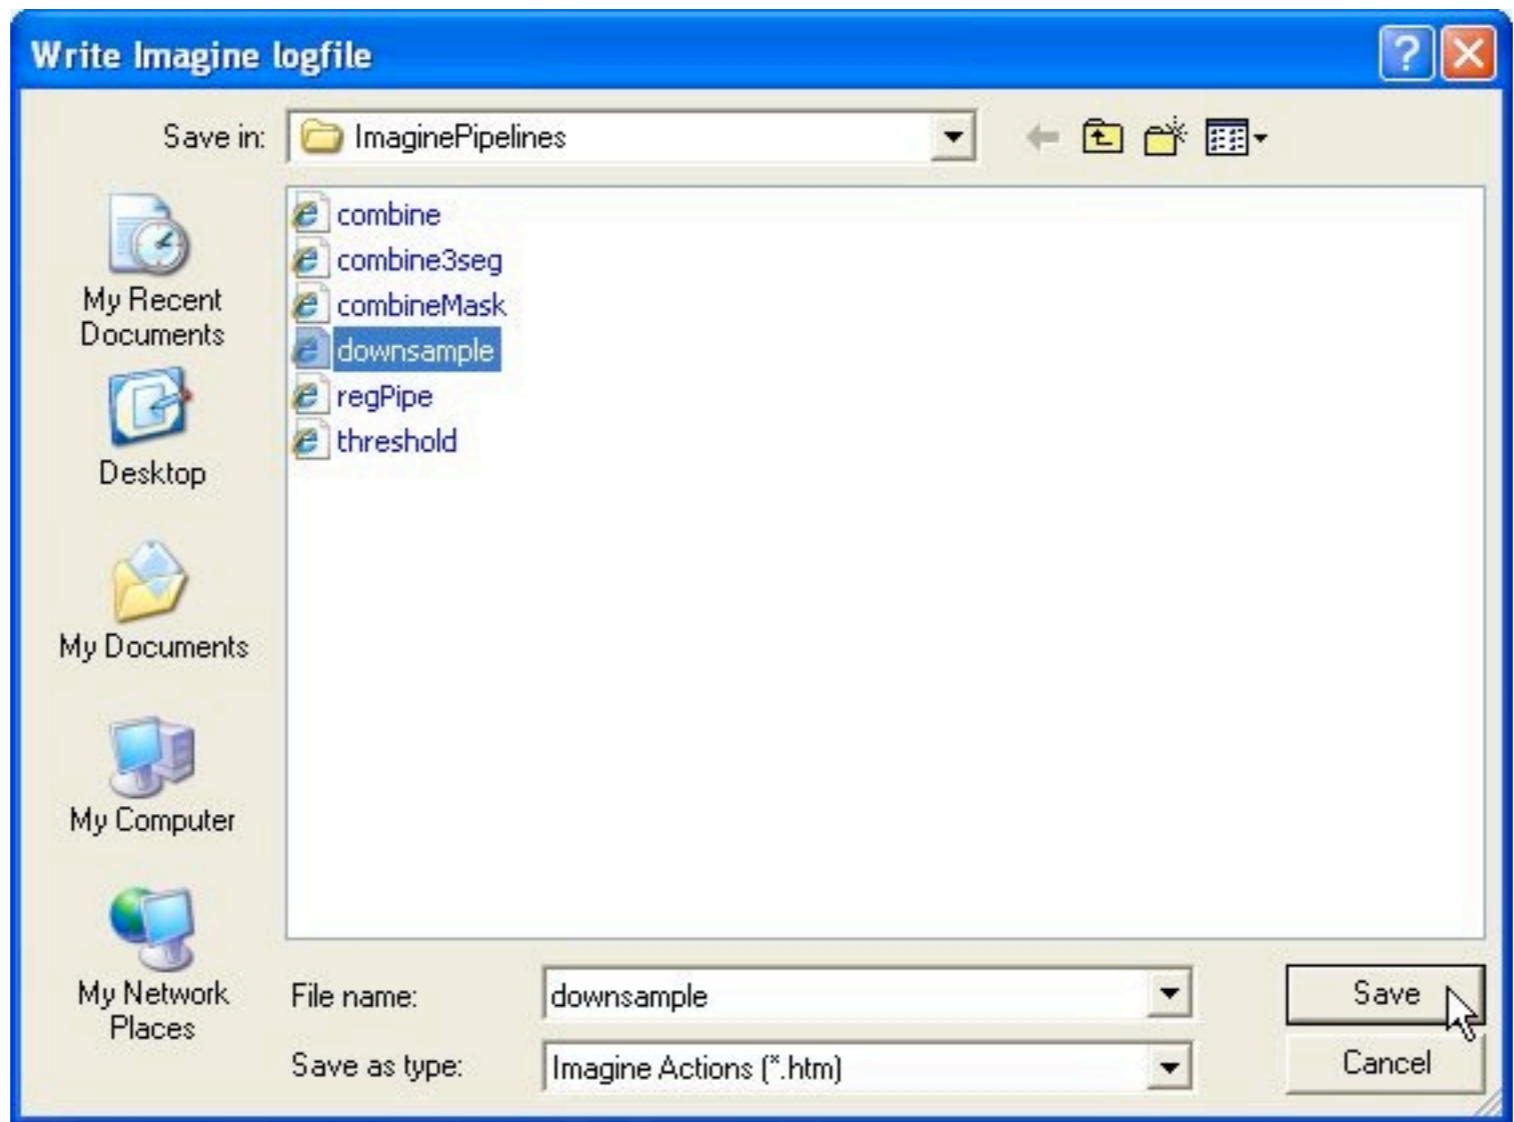 Write Imagine logfile
Save in: ImaginePipelines
My Recent
Documents
Desktop
My Documents
My Computer
My Network
Places
combine
combine3seg
combineMask
downsample
regPipe
threshold
File name: downsample Save
Save as type: Imagine Actions (*.htm) Cancel